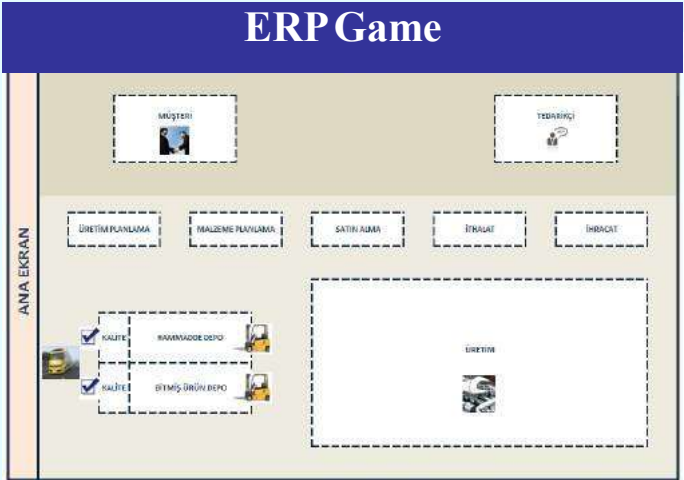 ERP Game
MÜŞTERİ
TEDARİKÇİ
ANA EKRAN
ÜRETİM PLANLAMA
MALZEME PLANLAMA
SATIN ALMA
İTHALAT
İHRACAT
KALİTE
HAMMADDE DEPO
KALİTE
BİTMİŞ ÜRÜN DEPO
ÜRETİM